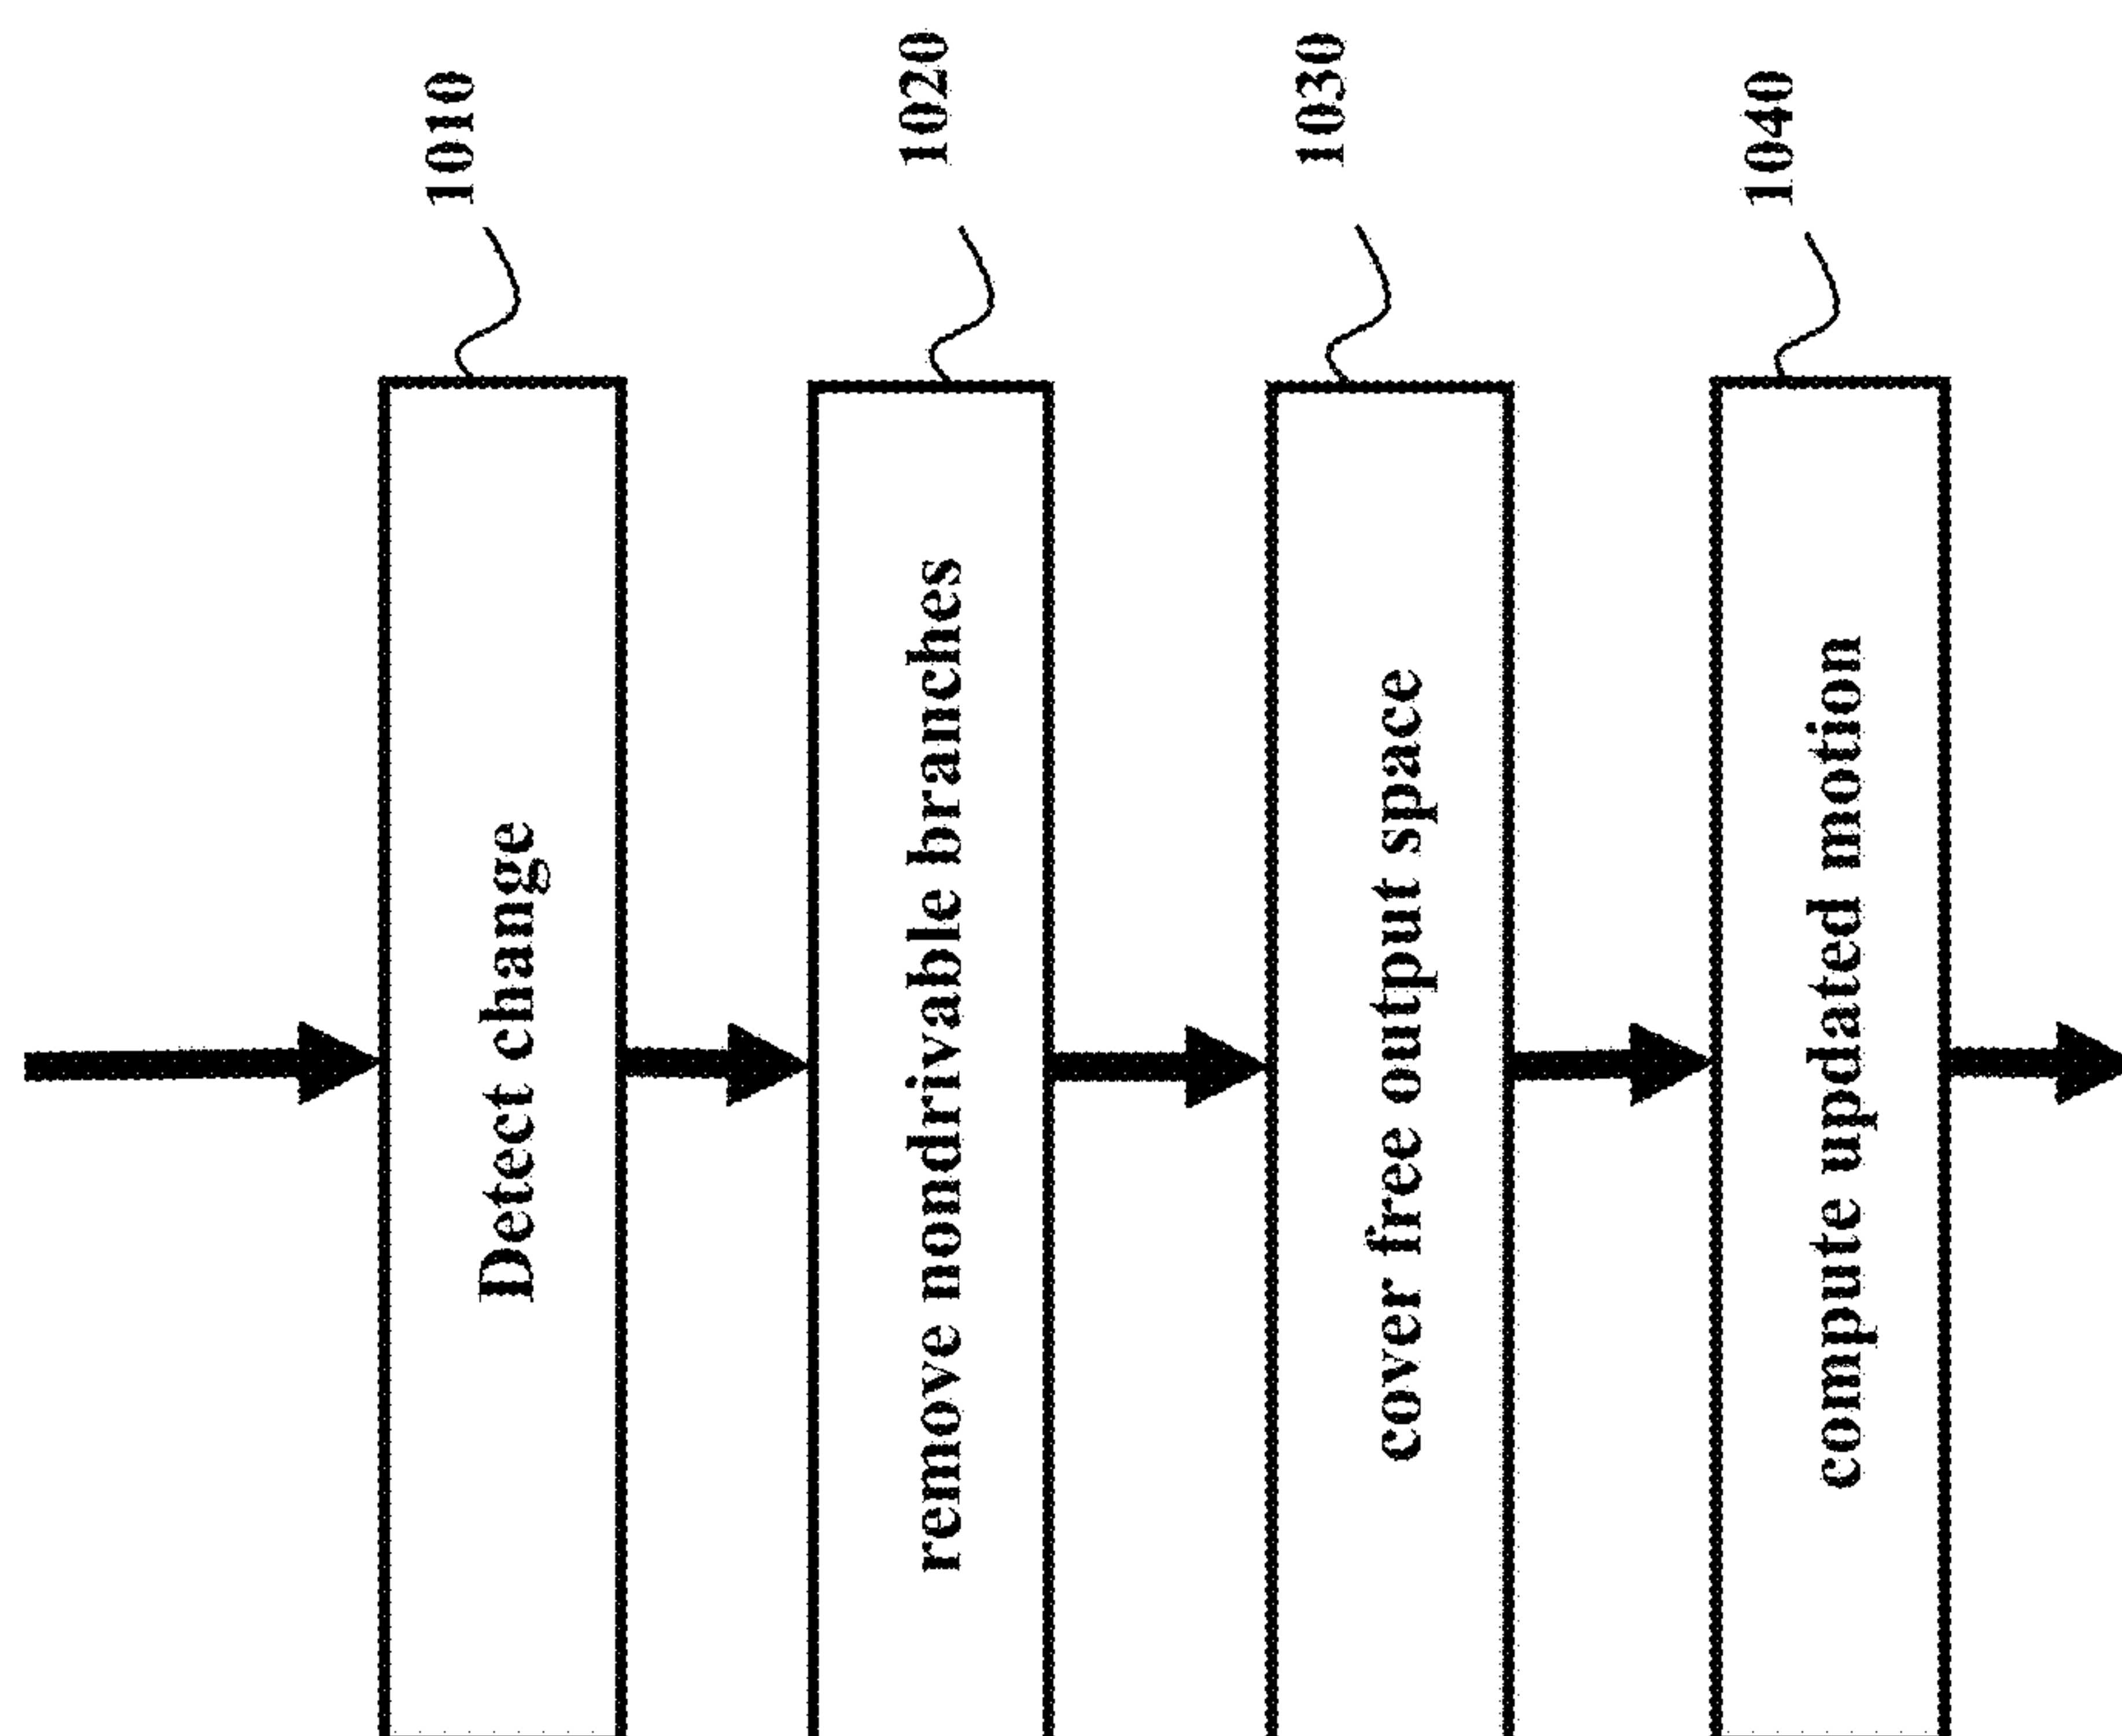 1010
Detect change
1020
remove nondrivable branches
1030
cover free output space
1040
compute updated motion